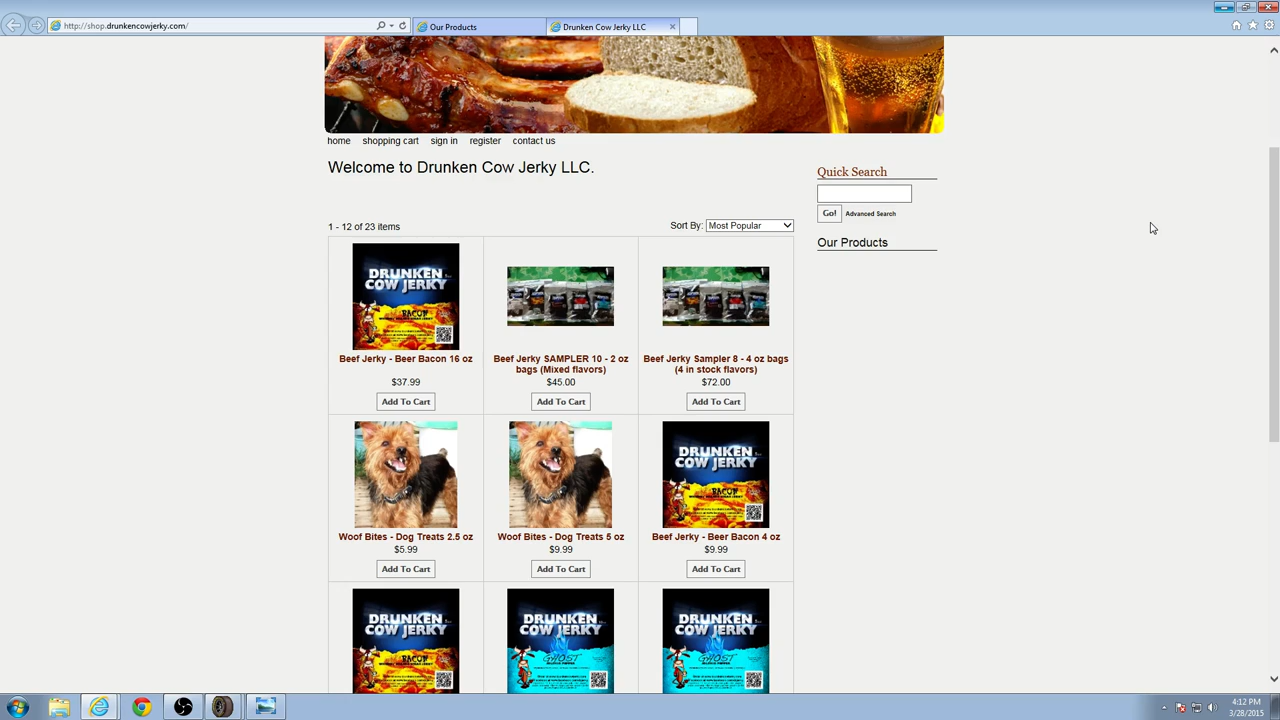 http://shop.drunkencowjerky.com/
Our Products
Drunken Cow Jerky LLC
home shopping cart sign in register contact us
Welcome to Drunken Cow Jerky LLC.
Quick Search
Go! Advanced Search
Our Products
1 - 12 of 23 items
Sort By: Most Popular
DRUNKEN
COW JERKY
BACON
Beef Jerky - Beer Bacon 16 oz
$37.99
Add To Cart
Beef Jerky SAMPLER 10 - 2 oz
bags (Mixed flavors)
$45.00
Add To Cart
Beef Jerky Sampler 8 - 4 oz bags
(4 in stock flavors)
$72.00
Add To Cart
Woof Bites - Dog Treats 2.5 oz
$5.99
Add To Cart
Woof Bites - Dog Treats 5 oz
$9.99
Add To Cart
DRUNKEN
COW JERKY
BACON
Beef Jerky - Beer Bacon 4 oz
$9.99
Add To Cart
DRUNKEN
COW JERKY
BACON
DRUNKEN
COW JERKY
GHOST
DRUNKEN
COW JERKY
GHOST
4:12 PM
3/28/2015